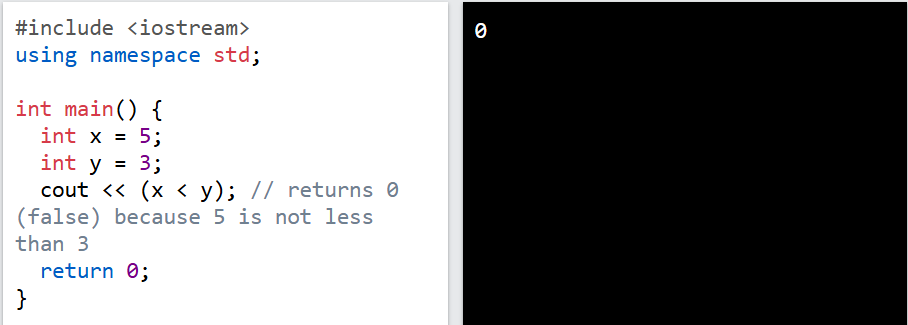 #include <iostream>
using namespace std;

int main() {
  int x = 5;
  int y = 3;
  cout << (x < y); // returns 0
(false) because 5 is not less
than 3
  return 0;
}
0